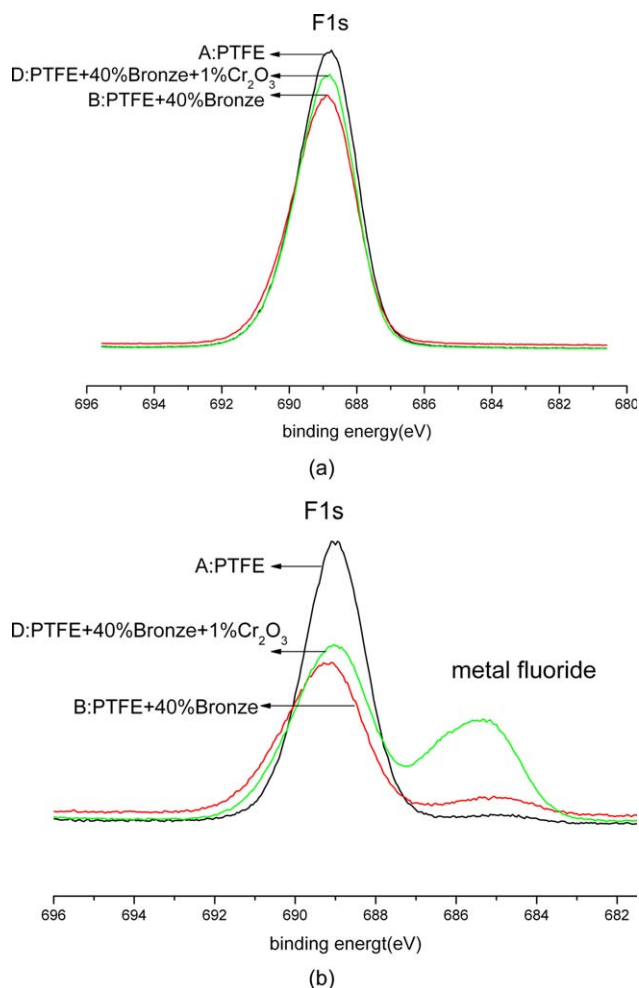 F1s
A:PTFE
D:PTFE+40%Bronze+1%Cr₂O₃
B:PTFE+40%Bronze
696 694 692 690 688 686 684 682 680
binding energy(eV)
(a)
F1s
A:PTFE
D:PTFE+40%Bronze+1%Cr₂O₃
metal fluoride
B:PTFE+40%Bronze
696 694 692 690 688 686 684 682
binding energt(eV)
(b)